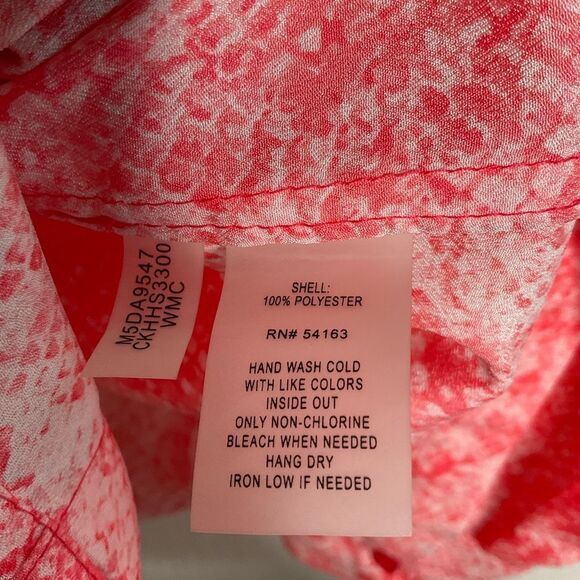 M5DA9547
CKHHS3300
WMC
SHELL:
100% POLYESTER
RN# 54163
HAND WASH COLD
WITH LIKE COLORS
INSIDE OUT
ONLY NON-CHLORINE
BLEACH WHEN NEEDED
HANG DRY
IRON LOW IF NEEDED